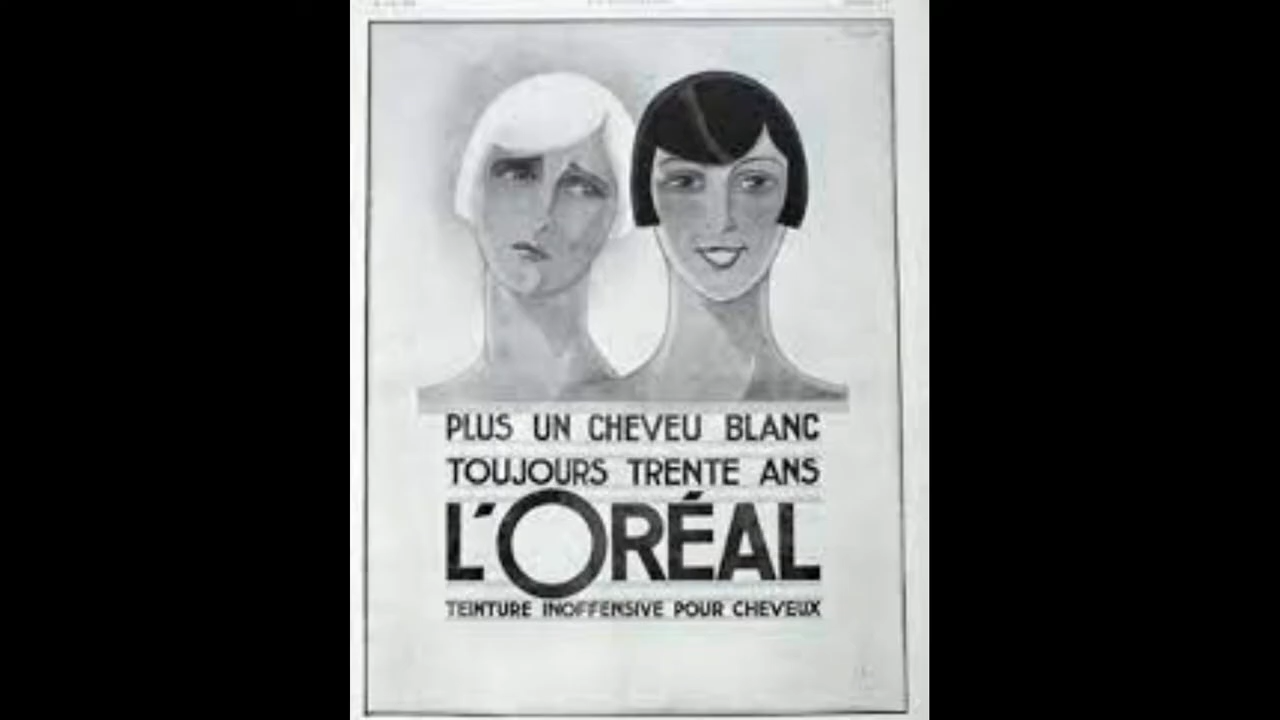 PLUS UN CHEVEU BLANC
TOUJOURS TRENTE ANS
L'ORÉAL
TEINTURE INOFFENSIVE POUR CHEVEUX